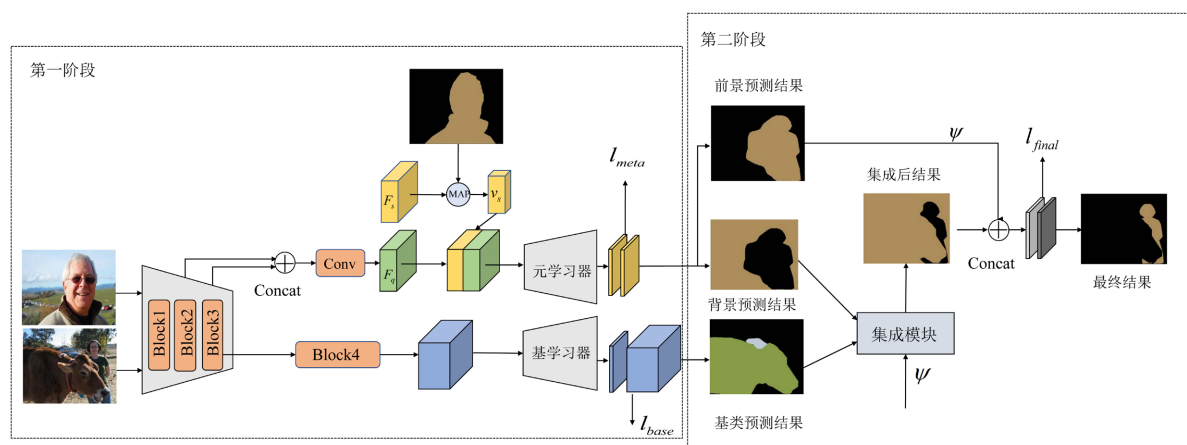 第一阶段
第二阶段
前景预测结果
ψ
l_final
l_meta
集成后结果
MAP
F_s
v_s
Concat
Conv
F_q
元学习器
Concat
最终结果
背景预测结果
Block1
Block2
Block3
集成模块
Block4
基学习器
ψ
基类预测结果
l_base